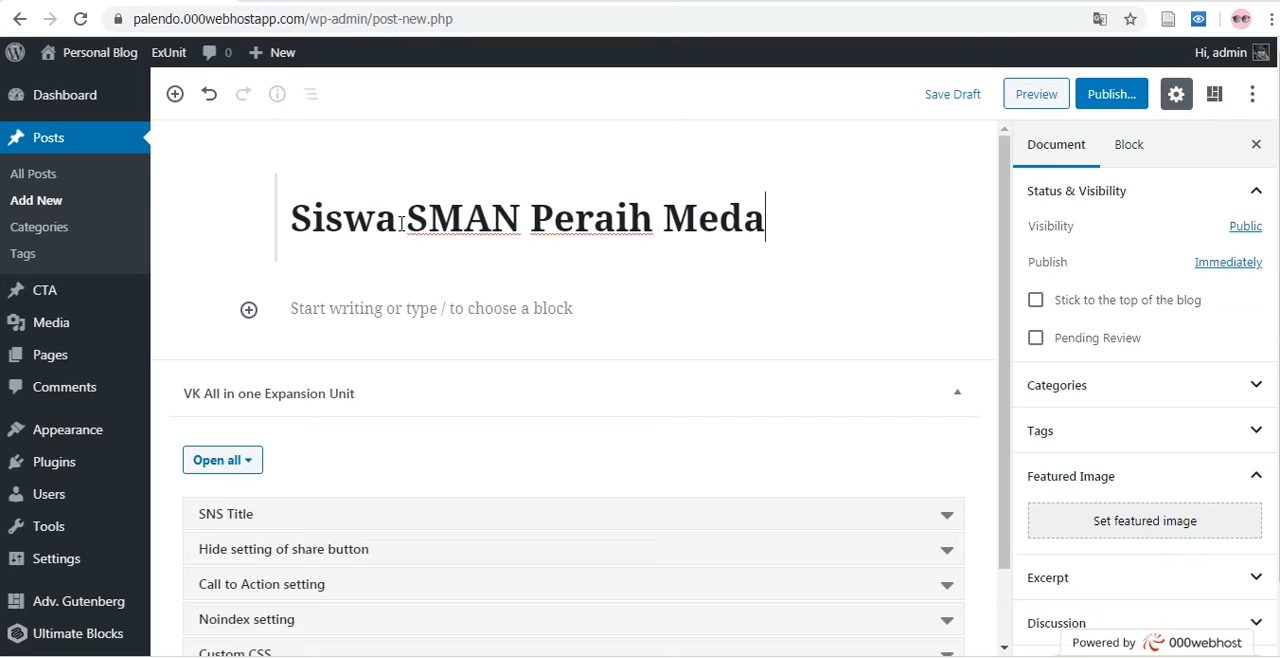 palendo.000webhostapp.com/wp-admin/post-new.php
Personal Blog ExUnit 0 New Hi, admin
Dashboard
Posts
All Posts
Add New
Categories
Tags
CTA
Media
Pages
Comments
Appearance
Plugins
Users
Tools
Settings
Adv. Gutenberg
Ultimate Blocks
Save Draft Preview Publish...
Siswa SMAN Peraih Meda
Start writing or type / to choose a block
VK All in one Expansion Unit
Open all
SNS Title
Hide setting of share button
Call to Action setting
Noindex setting
Custom CSS
Document Block
Status & Visibility
Visibility Public
Publish Immediately
Stick to the top of the blog
Pending Review
Categories
Tags
Featured Image
Set featured image
Excerpt
Discussion
Powered by 000webhost